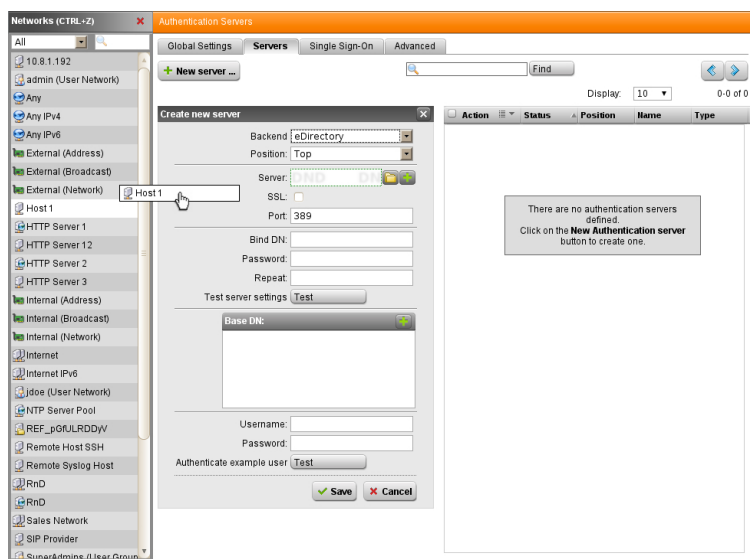 Networks (CTRL+Z)
All
10.8.1.192
admin (User Network)
Any
Any IPv4
Any IPv6
External (Address)
External (Broadcast)
External (Network)
Host 1
HTTP Server 1
HTTP Server 12
HTTP Server 2
HTTP Server 3
Internal (Address)
Internal (Broadcast)
Internal (Network)
Internet
Internet IPv6
jdoe (User Network)
NTP Server Pool
REF_pGfULRDDyV
Remote Host SSH
Remote Syslog Host
RnD
RnD
Sales Network
SIP Provider
SuperAdmins (User Group
Host 1
Authentication Servers
Global Settings Servers Single Sign-On Advanced
+ New server ... Find
Display: 10 0-0 of 0
Create new server
Backend eDirectory
Position: Top
Server: DND DND
SSL:
Port: 389
Bind DN:
Password:
Repeat:
Test server settings Test
Base DN:
Username:
Password:
Authenticate example user Test
Save Cancel
Action Status Position Name Type
There are no authentication servers
defined.
Click on the New Authentication server
button to create one.